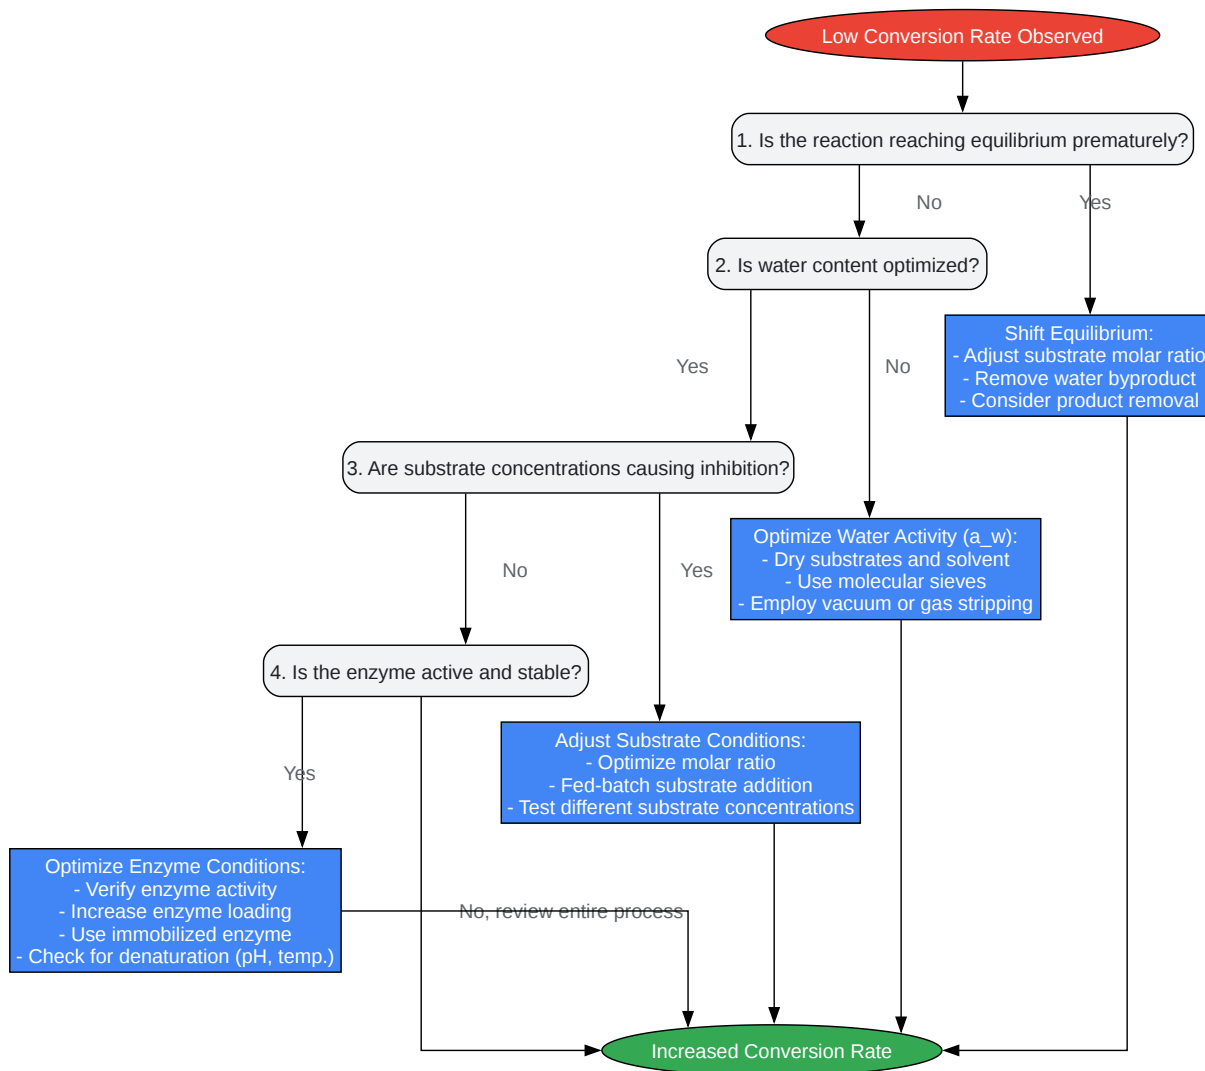 Low Conversion Rate Observed
1. Is the reaction reaching equilibrium prematurely?
No
Yes
2. Is water content optimized?
Shift Equilibrium:
- Adjust substrate molar ratio
- Remove water byproduct
- Consider product removal
Yes
No
3. Are substrate concentrations causing inhibition?
Optimize Water Activity (a_w):
- Dry substrates and solvent
- Use molecular sieves
- Employ vacuum or gas stripping
No
Yes
4. Is the enzyme active and stable?
Adjust Substrate Conditions:
- Optimize molar ratio
- Fed-batch substrate addition
- Test different substrate concentrations
Yes
Optimize Enzyme Conditions:
- Verify enzyme activity
- Increase enzyme loading
- Use immobilized enzyme
- Check for denaturation (pH, temp.)
No, review entire process
Increased Conversion Rate